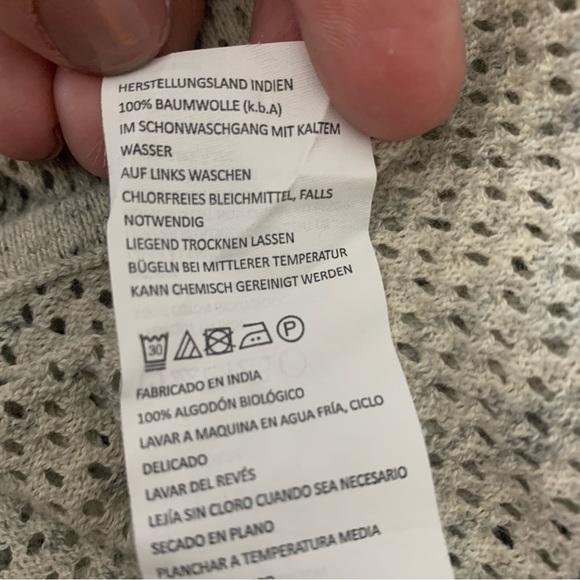 HERSTELLUNGSLAND INDIEN
100% BAUMWOLLE (k.b.A)
IM SCHONWASCHGANG MIT KALTEM
WASSER
AUF LINKS WASCHEN
CHLORFREIES BLEICHMITTEL, FALLS
NOTWENDIG
LIEGEND TROCKNEN LASSEN
BÜGELN BEI MITTLERER TEMPERATUR
KANN CHEMISCH GEREINIGT WERDEN
30 P
FABRICADO EN INDIA
100% ALGODÓN BIOLÓGICO
LAVAR A MAQUINA EN AGUA FRÍA, CICLO
DELICADO
LAVAR DEL REVÉS
LEJÍA SIN CLORO CUANDO SEA NECESARIO
SECADO EN PLANO
PLANCHAR A TEMPERATURA MEDIA